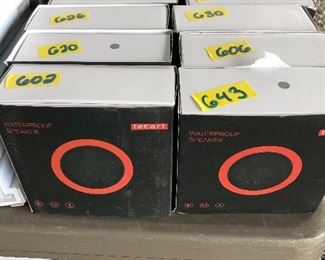 626
630
620
606
602
643
WATERPROOF
SPEAKER
tecart
WATERPROOF
SPEAKER